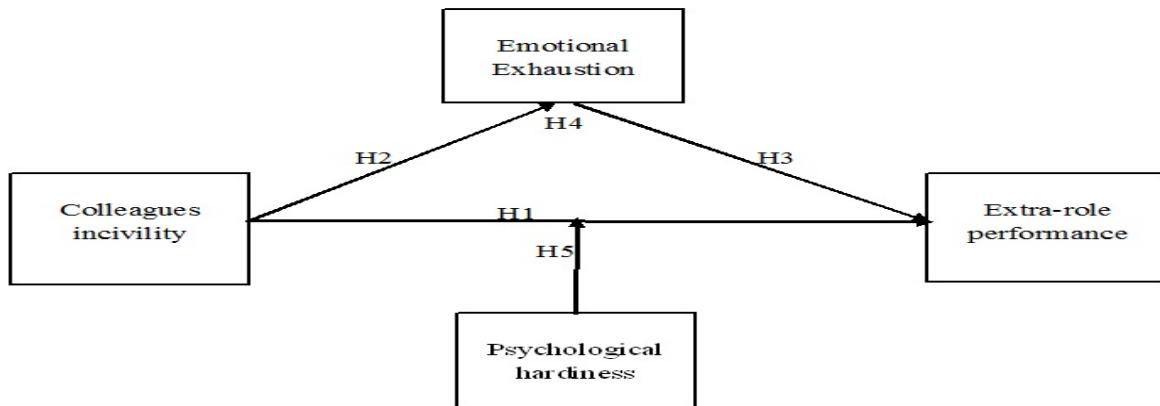 Emotional
Exhaustion
H4
H2
H3
Colleagues
incivility
H1
Extra-role
performance
H5
Psychological
hardiness